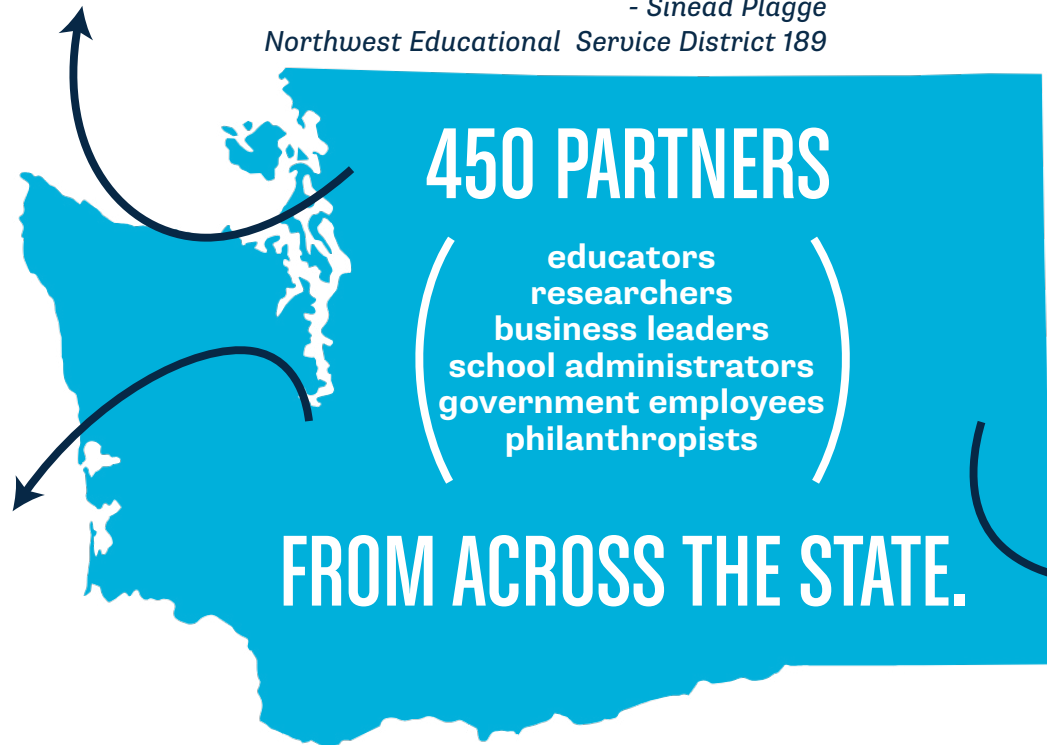 - Sinead Plagge
Northwest Educational Service District 189
450 PARTNERS
educators
researchers
business leaders
school administrators
government employees
philanthropists
FROM ACROSS THE STATE.